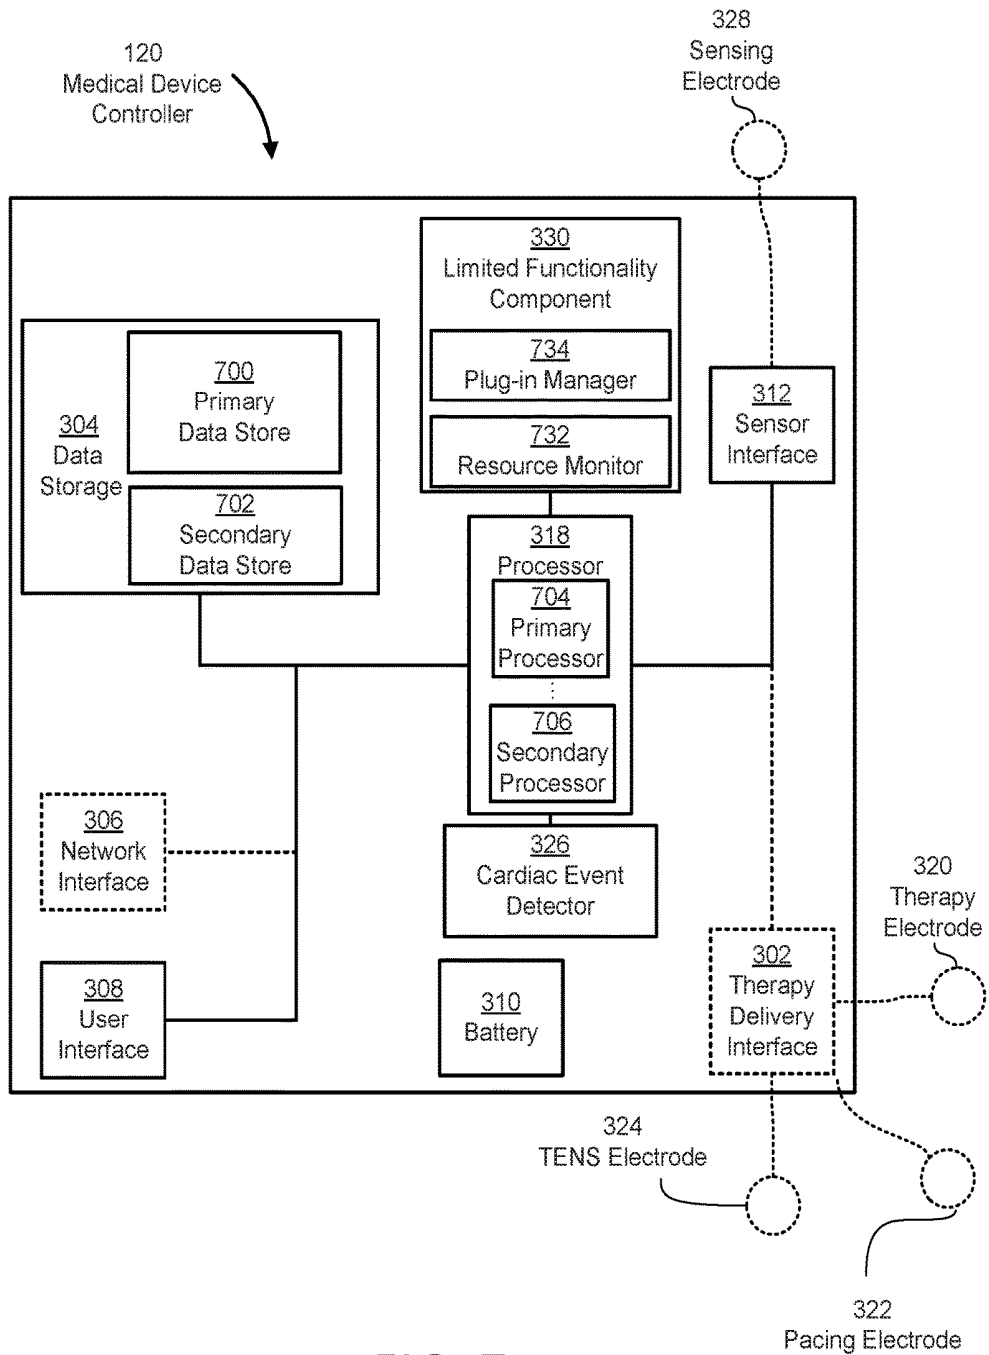 328
Sensing
Electrode
120
Medical Device
Controller
330
Limited Functionality
Component
734
Plug-in Manager
732
Resource Monitor
304
Data
Storage
700
Primary
Data Store
702
Secondary
Data Store
312
Sensor
Interface
318
Processor
704
Primary
Processor
706
Secondary
Processor
306
Network
Interface
326
Cardiac Event
Detector
320
Therapy
Electrode
308
User
Interface
310
Battery
302
Therapy
Delivery
Interface
324
TENS Electrode
322
Pacing Electrode